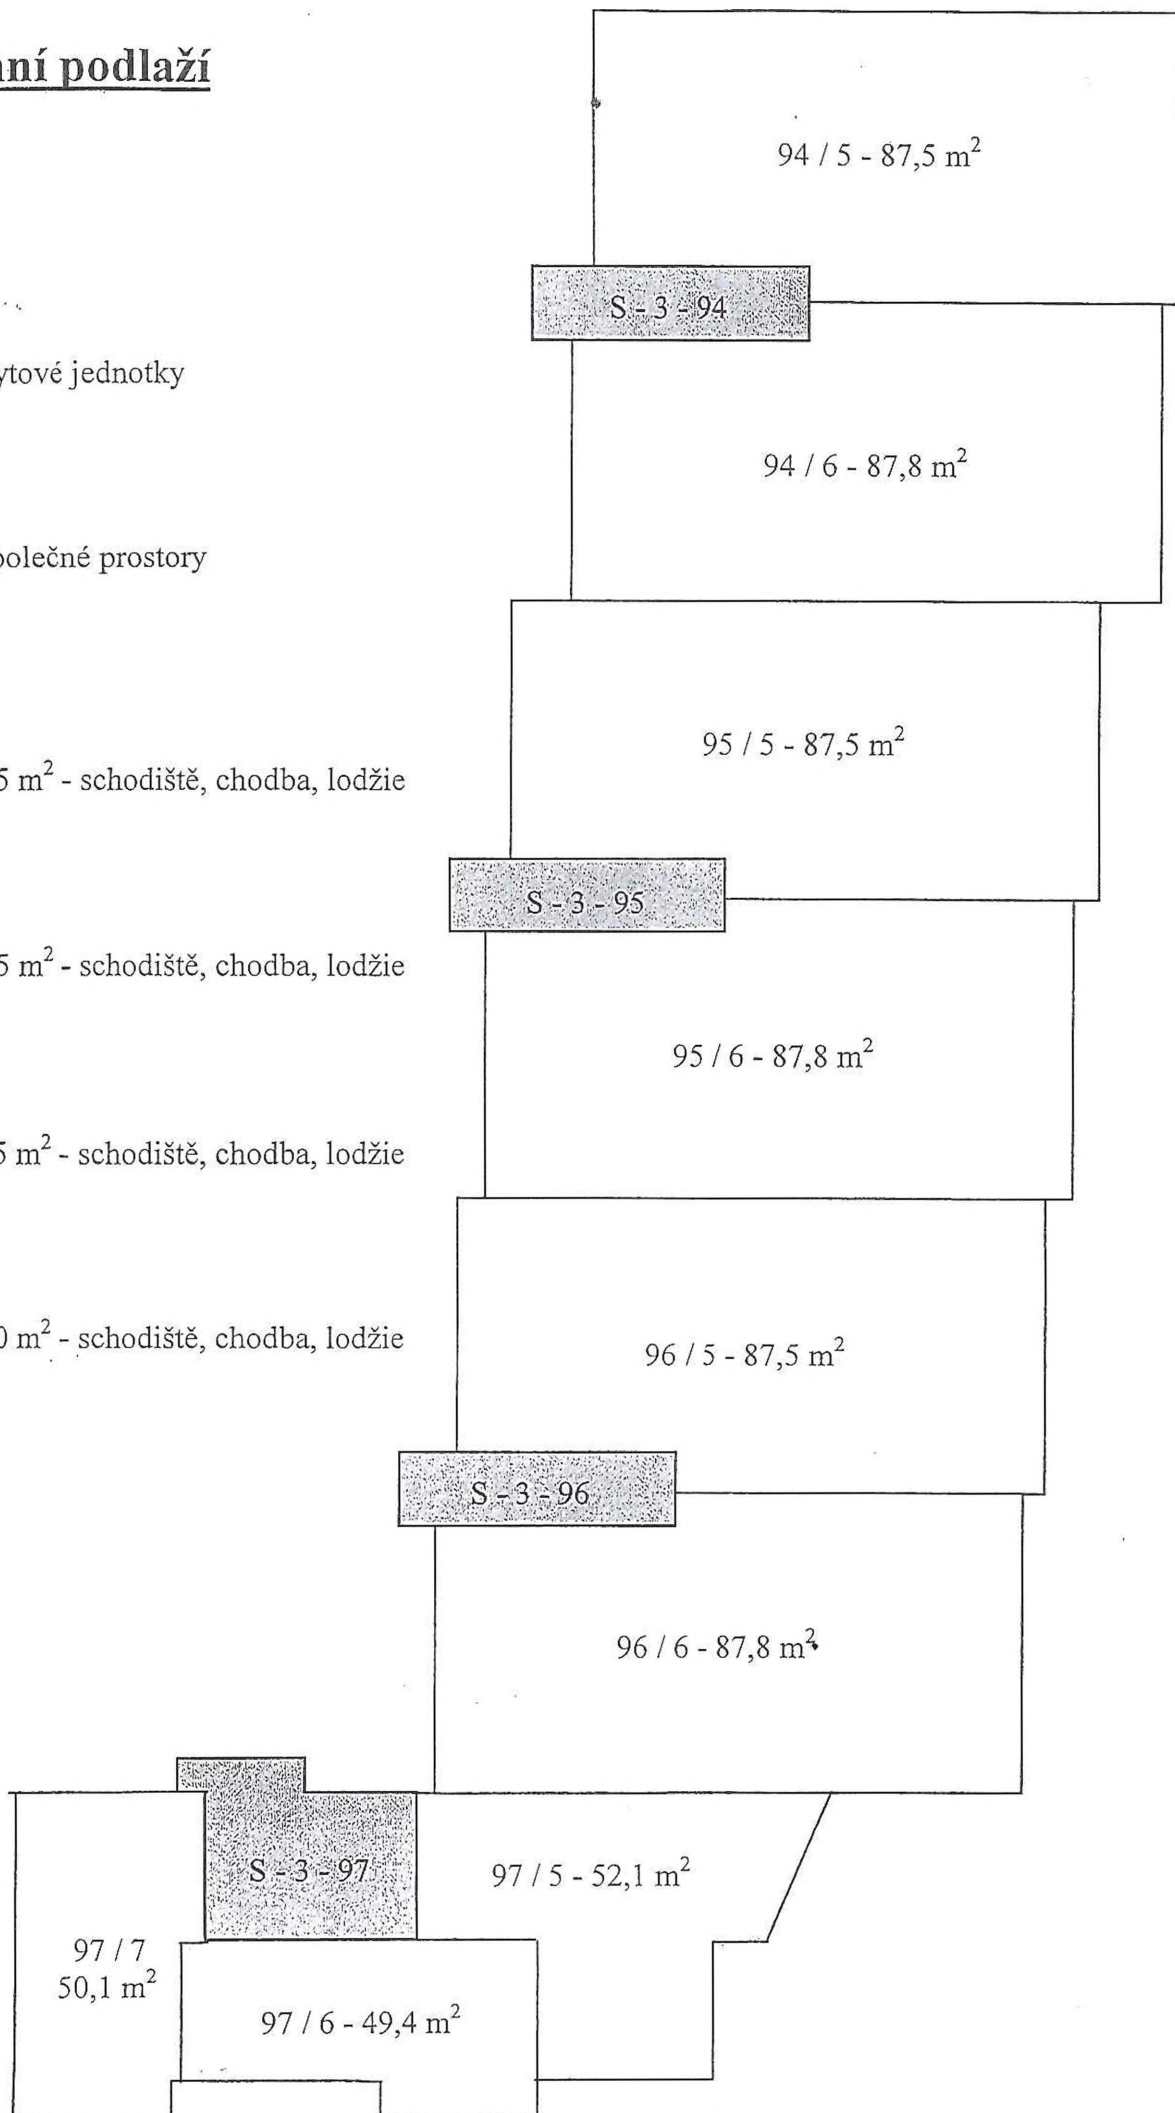 ní podlaží
94 / 5 - 87,5 m²
S - 3 - 94
ytové jednotky
94 / 6 - 87,8 m²
polečné prostory
95 / 5 - 87,5 m²
5 m² - schodiště, chodba, lodžie
S - 3 - 95
5 m² - schodiště, chodba, lodžie
95 / 6 - 87,8 m²
5 m² - schodiště, chodba, lodžie
0 m² - schodiště, chodba, lodžie
96 / 5 - 87,5 m²
S - 3 - 96
96 / 6 - 87,8 m²
S - 3 - 97
97 / 5 - 52,1 m²
97 / 7
50,1 m²
97 / 6 - 49,4 m²